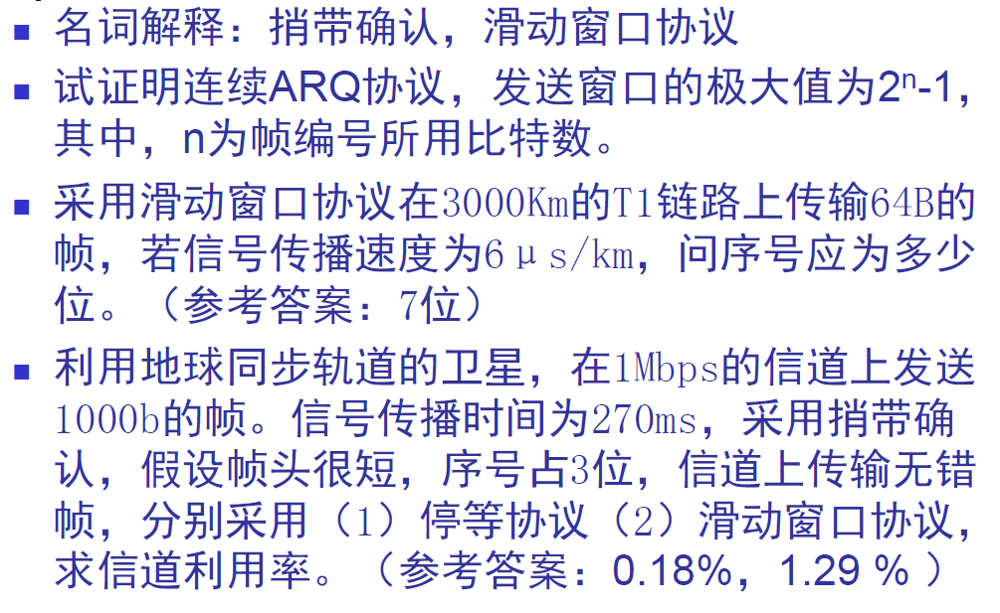 ■ 名词解释：捎带确认，滑动窗口协议
■ 试证明连续ARQ协议，发送窗口的极大值为2ⁿ-1，
其中，n为帧编号所用比特数。
■ 采用滑动窗口协议在3000Km的T1链路上传输64B的
帧，若信号传播速度为6μs/km，问序号应为多少
位。（参考答案：7位）
■ 利用地球同步轨道的卫星，在1Mbps的信道上发送
1000b的帧。信号传播时间为270ms，采用捎带确
认，假设帧头很短，序号占3位，信道上传输无错
帧，分别采用（1）停等协议（2）滑动窗口协议，
求信道利用率。（参考答案：0.18%，1.29 % ）